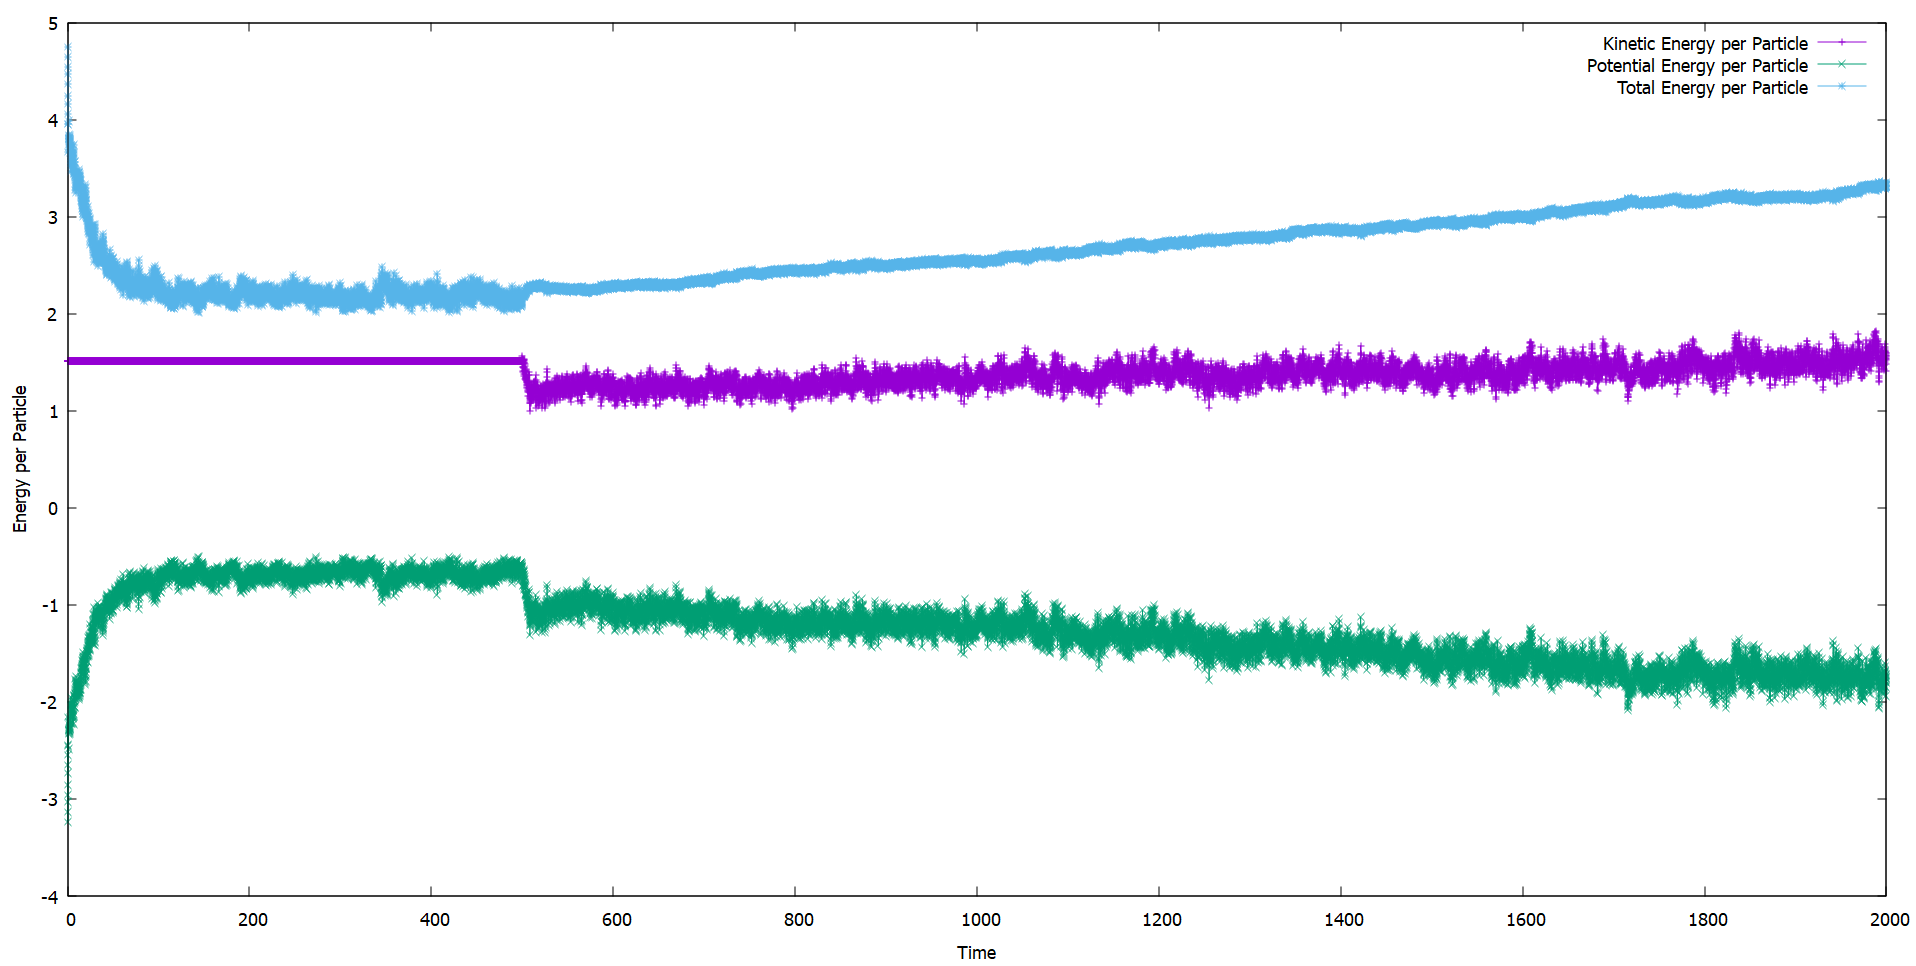 5
4
3
2
1
0
-1
-2
-3
-4
Energy per Particle
Kinetic Energy per Particle
Potential Energy per Particle
Total Energy per Particle
0 200 400 600 800 1000 1200 1400 1600 1800 2000
Time